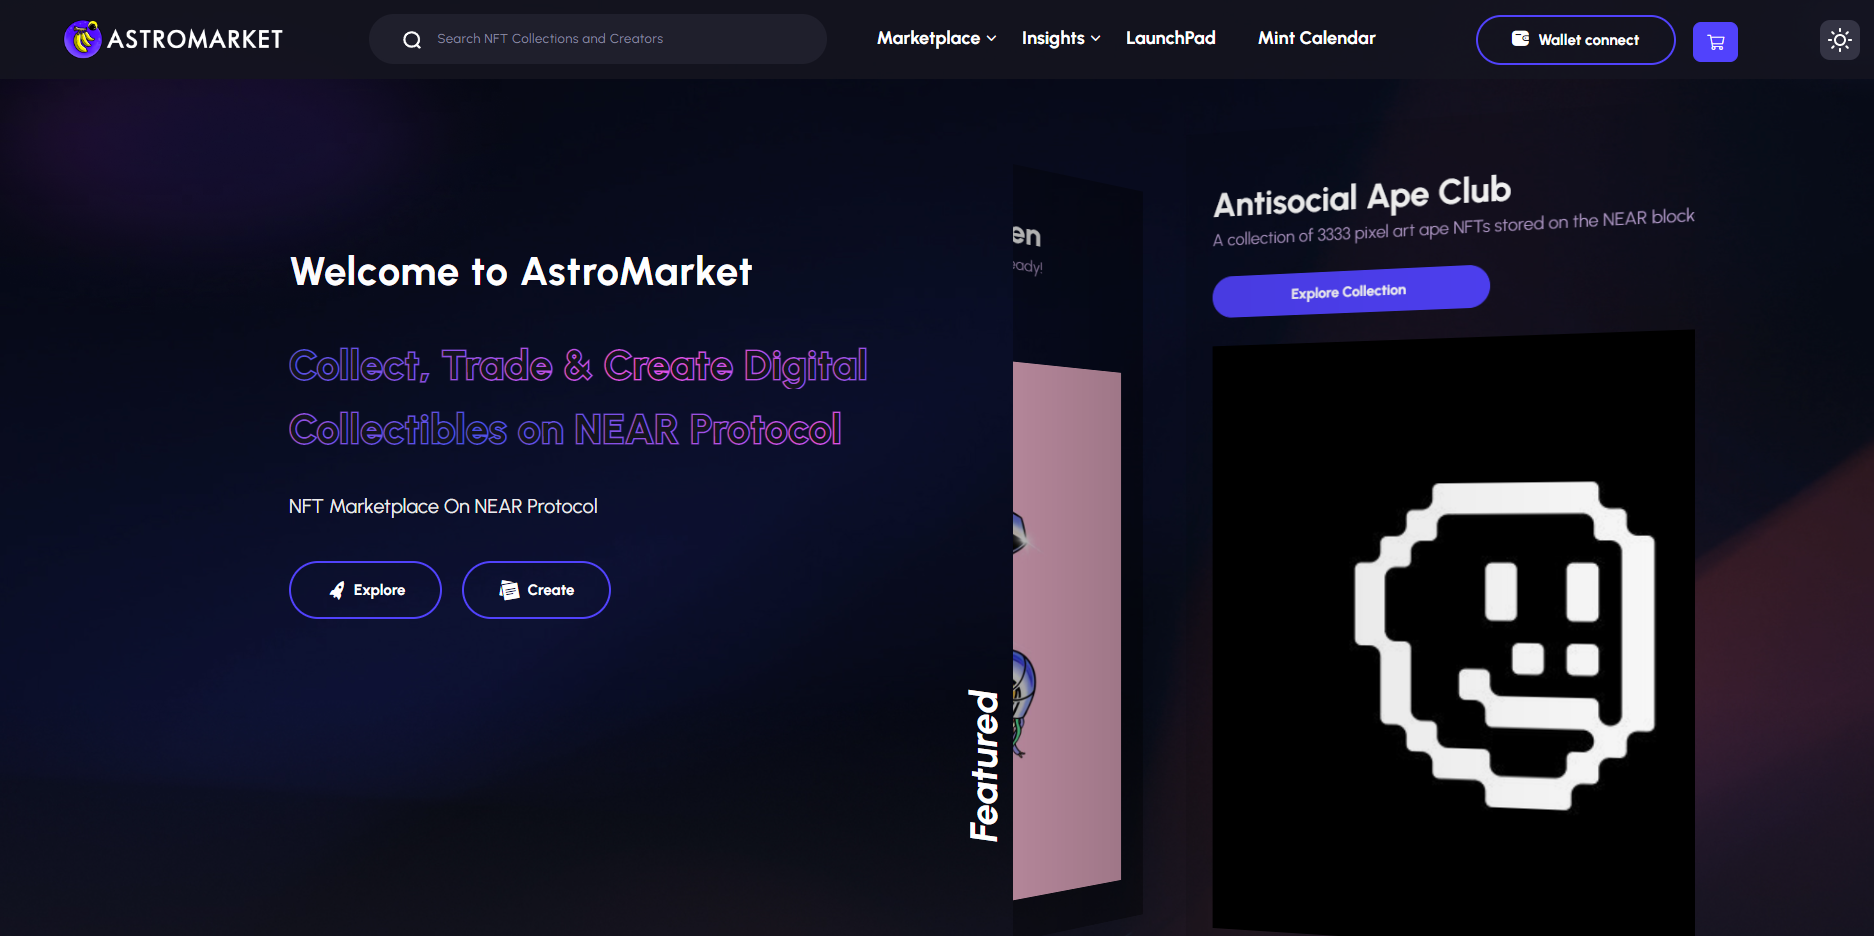 ASTROMARKET
Search NFT Collections and Creators
Marketplace
Insights
LaunchPad
Mint Calendar
Wallet connect
Welcome to AstroMarket
Collect, Trade & Create Digital
Collectibles on NEAR Protocol
NFT Marketplace On NEAR Protocol
Explore
Create
Featured
en
eady!
Antisocial Ape Club
A collection of 3333 pixel art ape NFTs stored on the NEAR block
Explore Collection